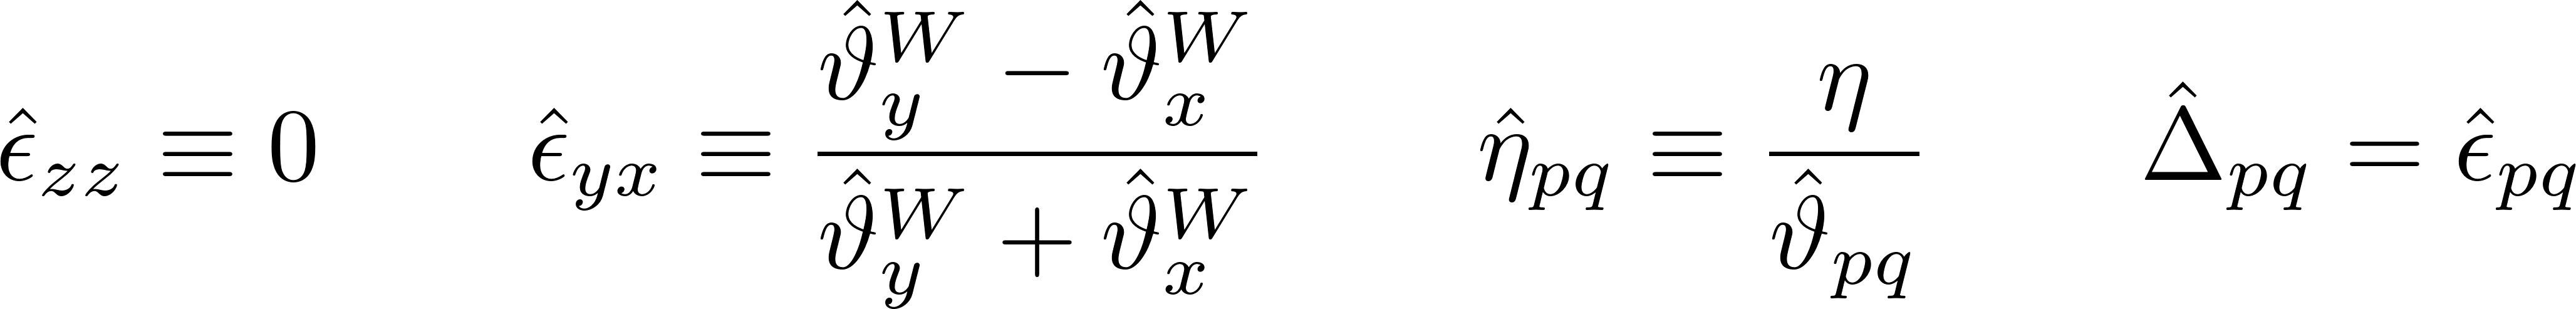 $\hat{\epsilon}_{zz} \equiv 0 \qquad \hat{\epsilon}_{yx} \equiv \frac{\hat{\vartheta}_y^W - \hat{\vartheta}_x^W}{\hat{\vartheta}_y^W + \hat{\vartheta}_x^W} \qquad \hat{\eta}_{pq} \equiv \frac{\eta}{\hat{\vartheta}_{pq}} \qquad \hat{\Delta}_{pq} = \hat{\epsilon}_{pq}$